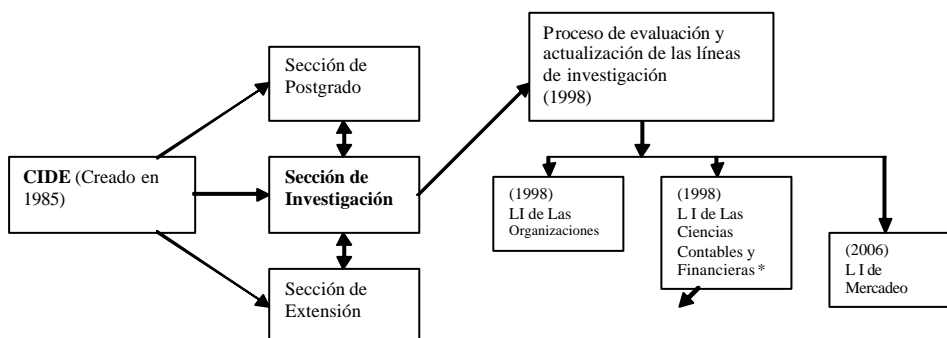 Sección de
Postgrado
CIDE (Creado en
1985)
Sección de
Investigación
Sección de
Extensión
Proceso de evaluación y
actualización de las líneas
de investigación
(1998)
(1998)
LI de Las
Organizaciones
(1998)
L I de Las
Ciencias
Contables y
Financieras *
(2006)
L I de
Mercadeo